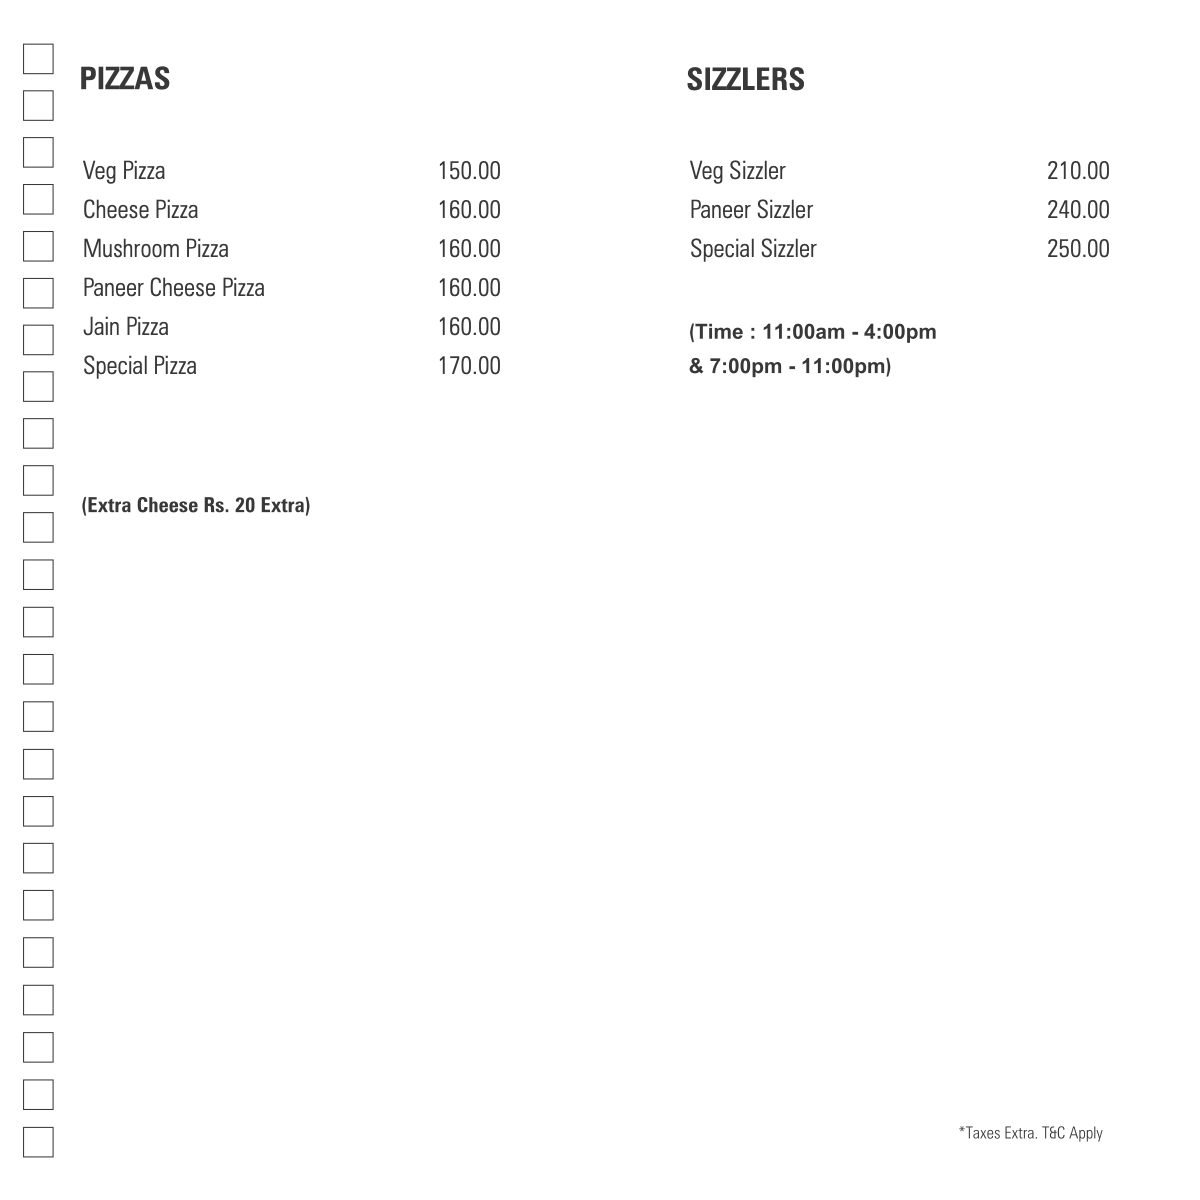 PIZZAS
Veg Pizza 150.00
Cheese Pizza 160.00
Mushroom Pizza 160.00
Paneer Cheese Pizza 160.00
Jain Pizza 160.00
Special Pizza 170.00
(Extra Cheese Rs. 20 Extra)
SIZZLERS
Veg Sizzler 210.00
Paneer Sizzler 240.00
Special Sizzler 250.00
(Time : 11:00am - 4:00pm
& 7:00pm - 11:00pm)
*Taxes Extra. T&C Apply